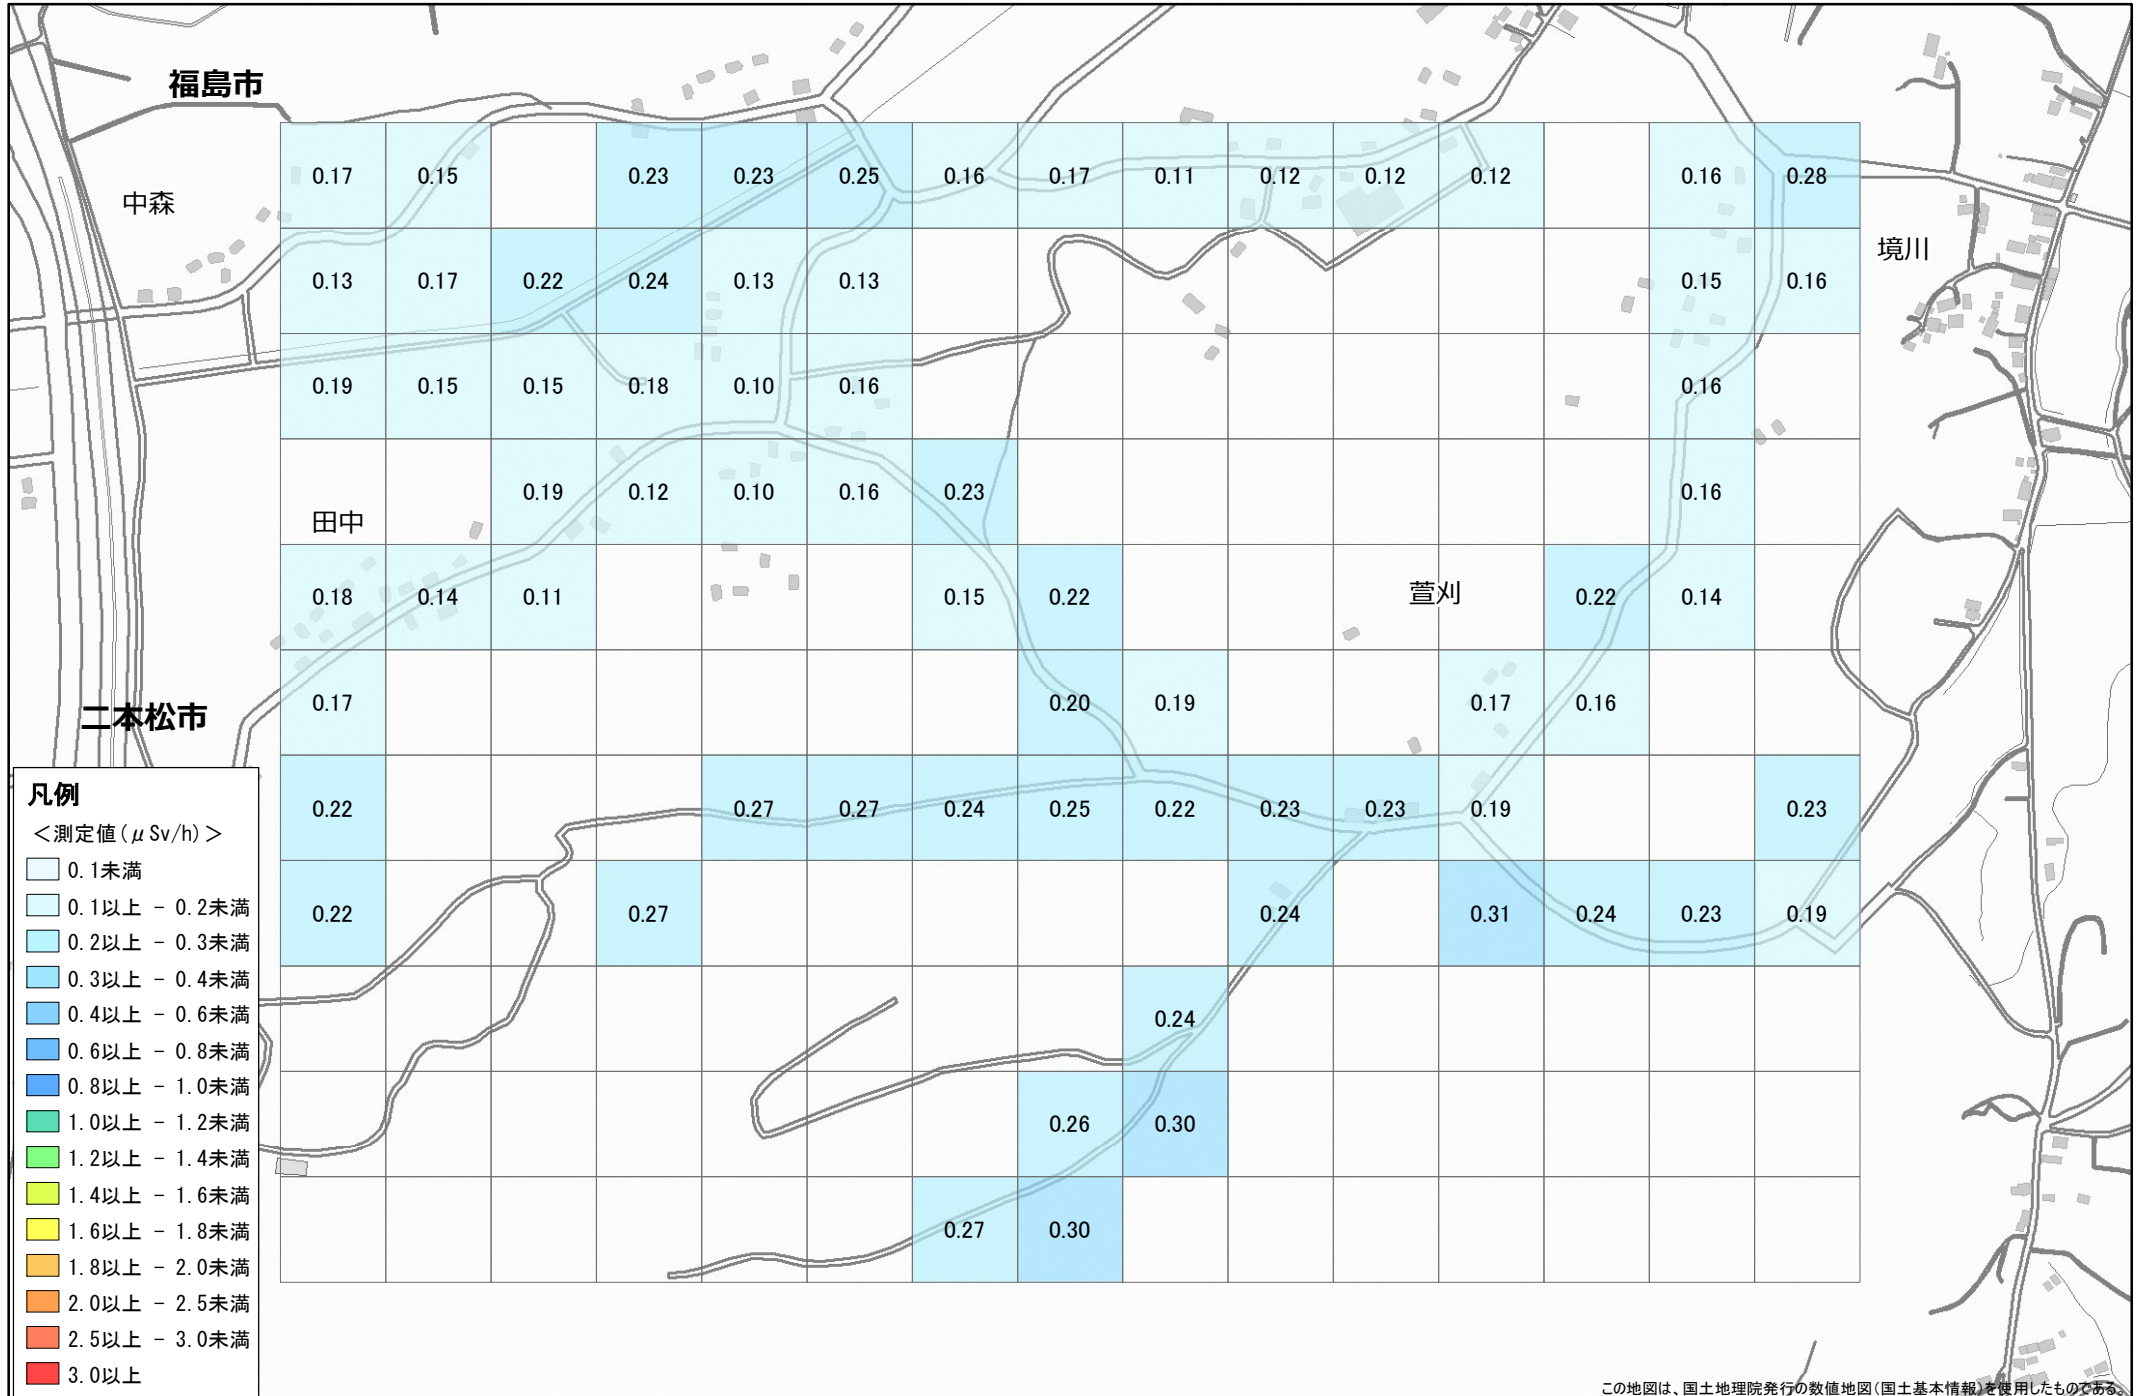 福島市
0.17 0.15 0.23 0.23 0.25 0.16 0.17 0.11 0.12 0.12 0.12 0.16 0.28
中森
境川
0.13 0.17 0.22 0.24 0.13 0.13 0.15 0.16
0.19 0.15 0.15 0.18 0.10 0.16 0.16
0.19 0.12 0.10 0.16 0.23 0.16
田中
0.18 0.14 0.11 0.15 0.22 萱刈 0.22 0.14
0.17 0.20 0.19 0.17 0.16
二本松市
0.22 0.27 0.27 0.24 0.25 0.22 0.23 0.23 0.19 0.23
0.22 0.27 0.24 0.31 0.24 0.23 0.19
0.24
0.26 0.30
0.27 0.30
凡例
＜測定値(μSv/h)＞
0.1未満
0.1以上 － 0.2未満
0.2以上 － 0.3未満
0.3以上 － 0.4未満
0.4以上 － 0.6未満
0.6以上 － 0.8未満
0.8以上 － 1.0未満
1.0以上 － 1.2未満
1.2以上 － 1.4未満
1.4以上 － 1.6未満
1.6以上 － 1.8未満
1.8以上 － 2.0未満
2.0以上 － 2.5未満
2.5以上 － 3.0未満
3.0以上
この地図は、国土地理院発行の数値地図(国土基本情報)を使用したものである。